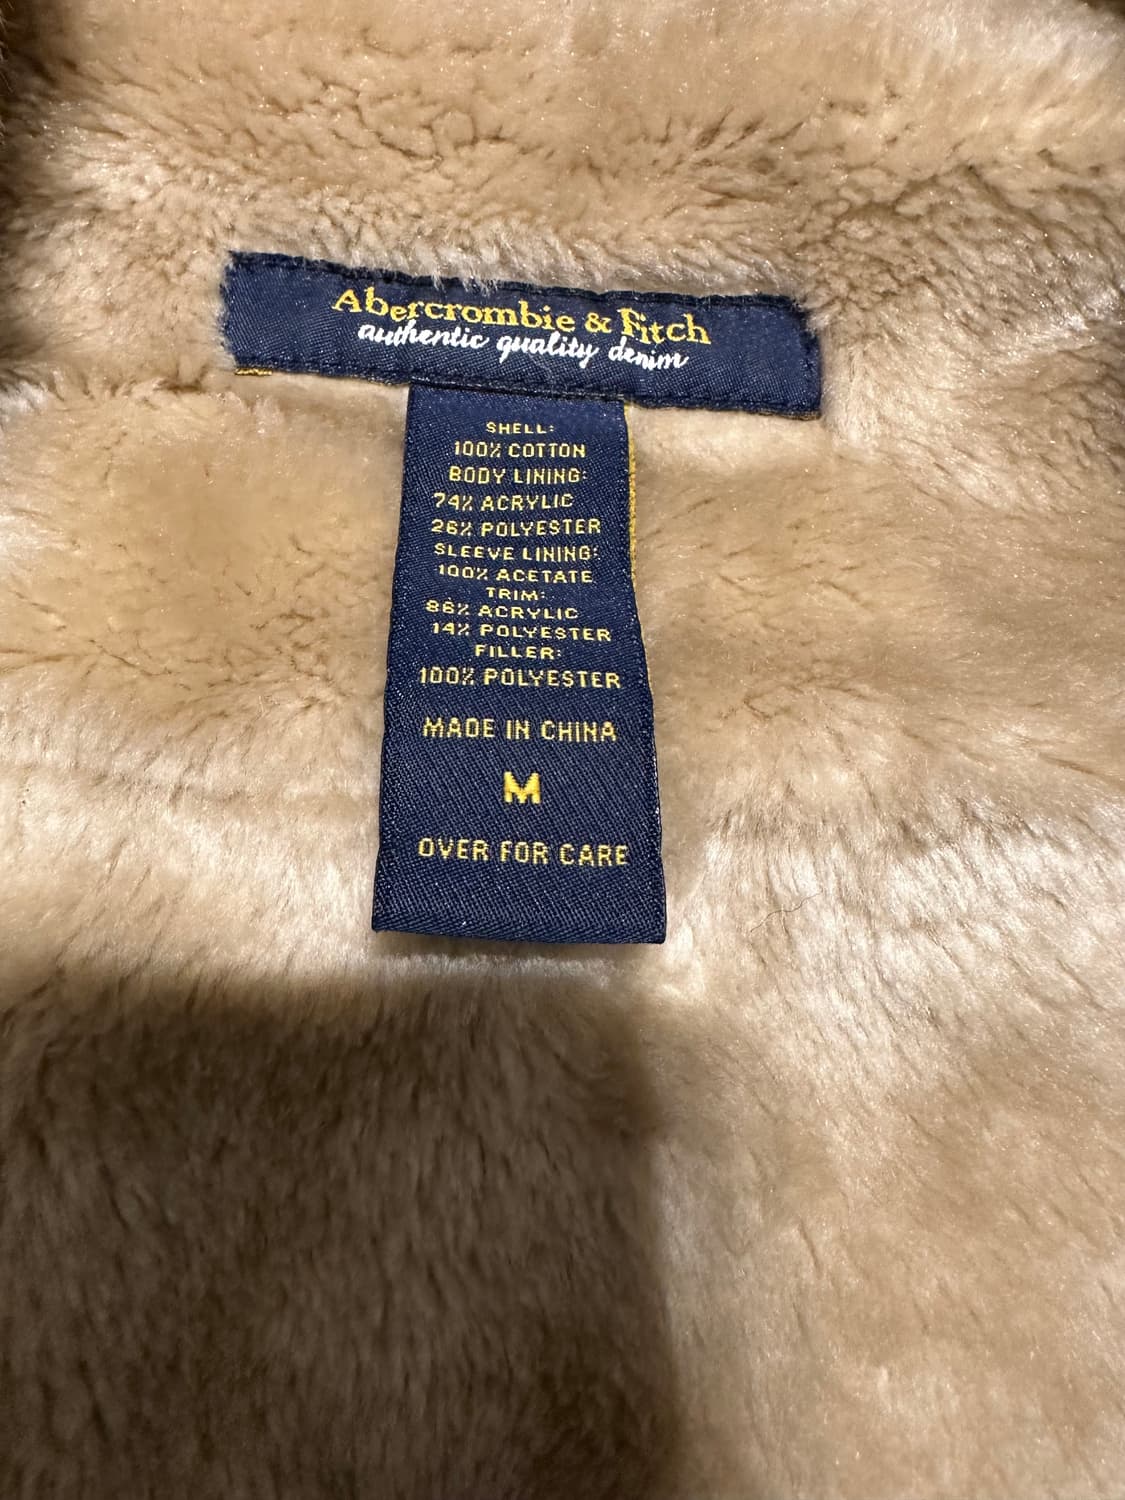 Abercrombie & Fitch
authentic quality denim
SHELL:
100% COTTON
BODY LINING:
74% ACRYLIC
26% POLYESTER
SLEEVE LINING:
100% ACETATE
TRIM:
86% ACRYLIC
14% POLYESTER
FILLER:
100% POLYESTER
MADE IN CHINA
M
OVER FOR CARE